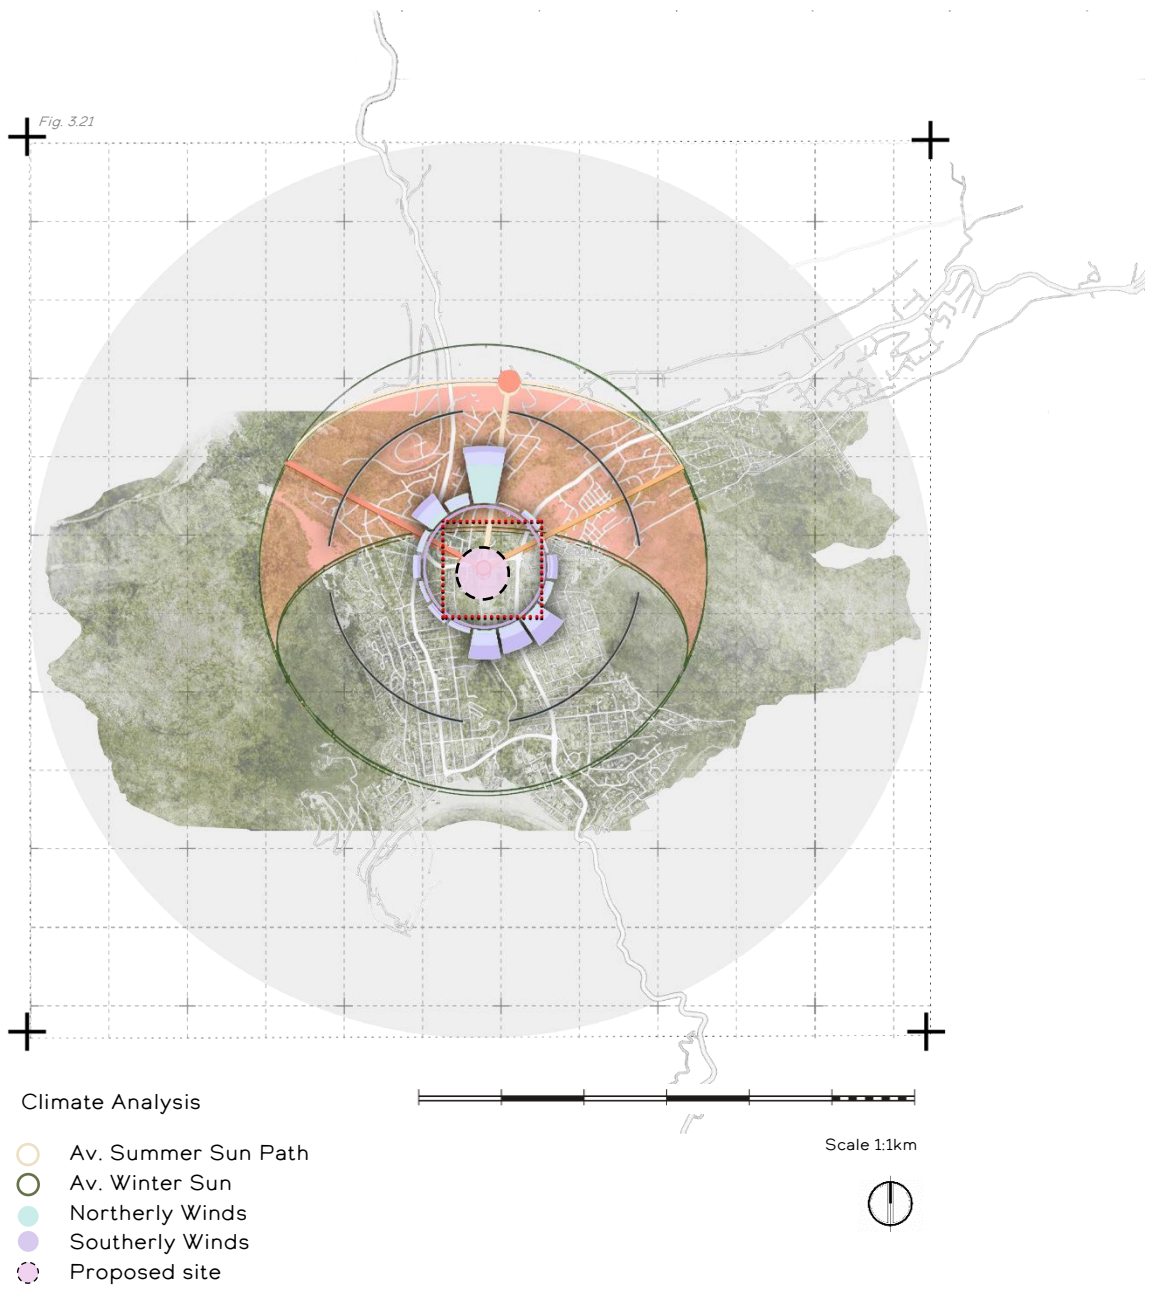 Fig. 3.21
Climate Analysis
Av. Summer Sun Path
Av. Winter Sun
Northerly Winds
Southerly Winds
Proposed site
Scale 1:1km